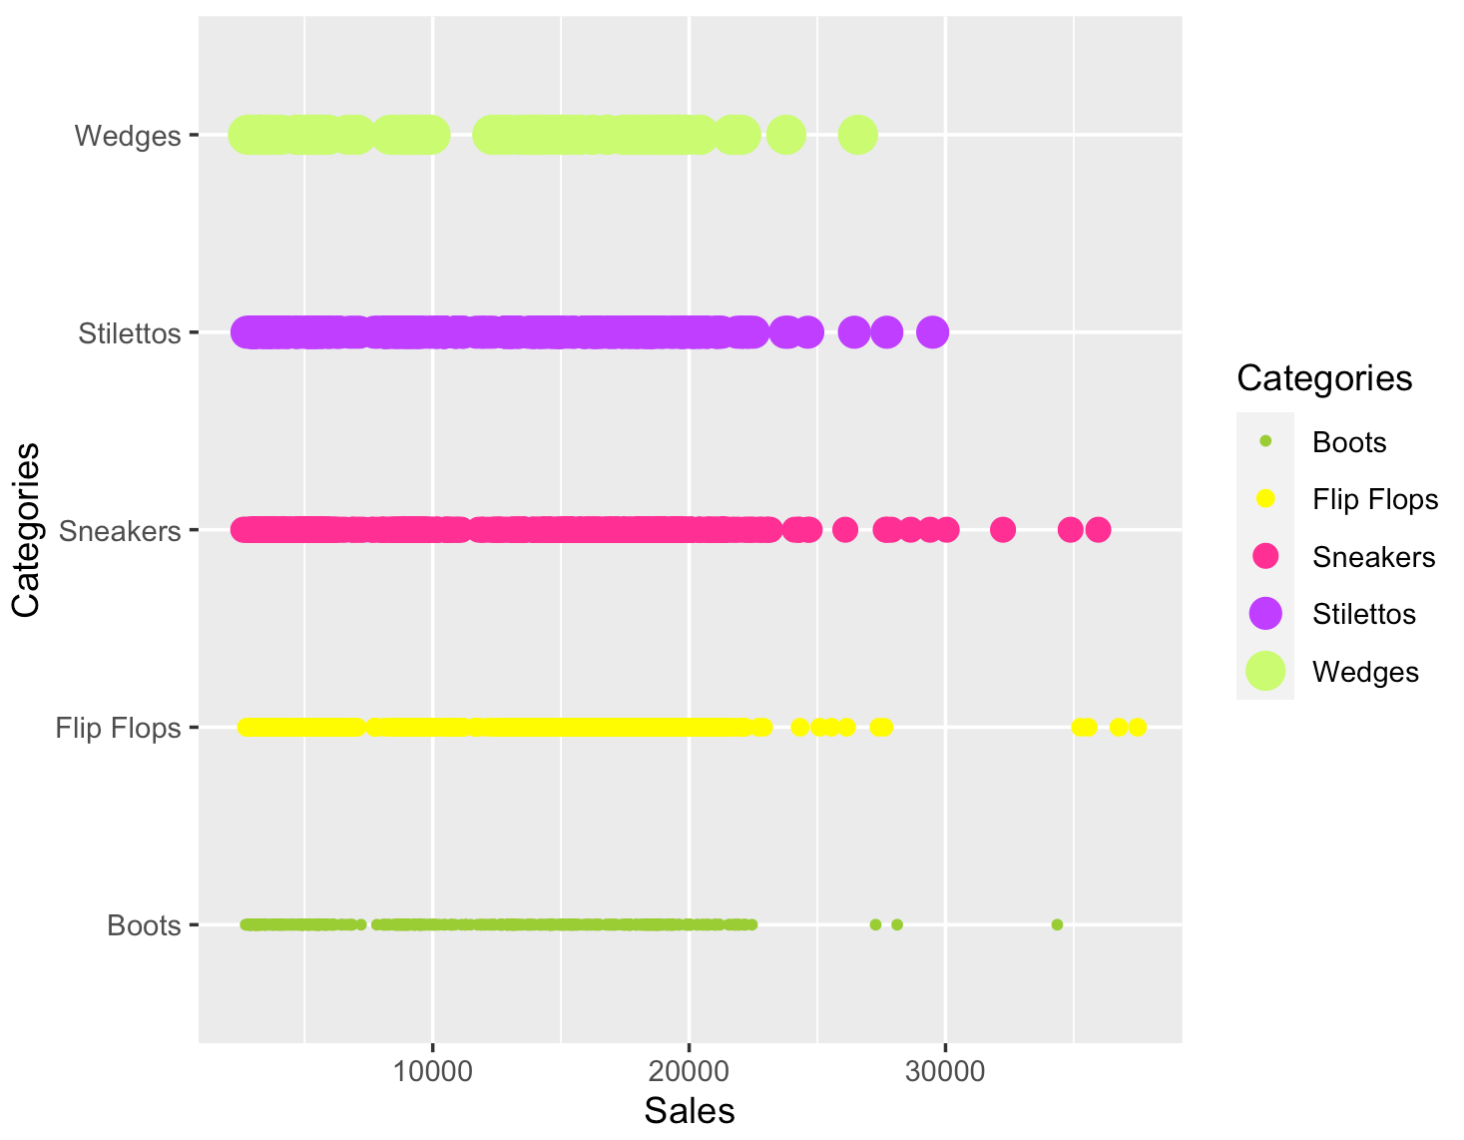 Wedges
Stilettos
Sneakers
Flip Flops
Boots
Categories
10000 20000 30000
Sales
Categories
Boots
Flip Flops
Sneakers
Stilettos
Wedges